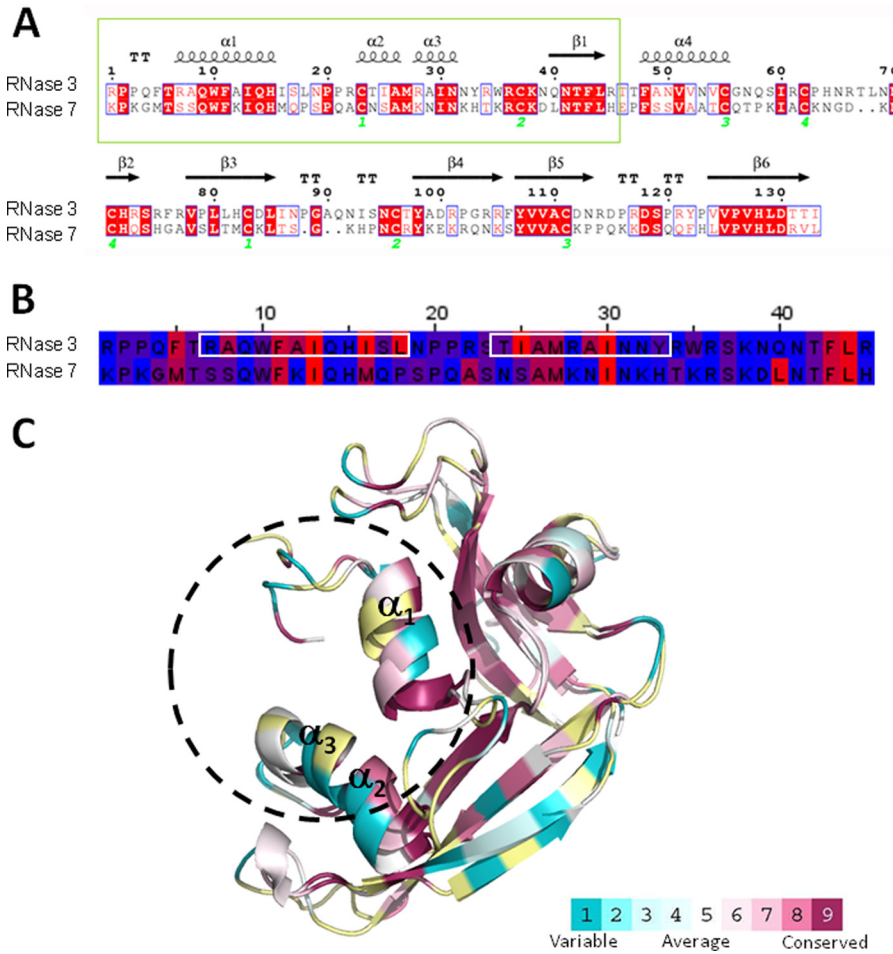 A
α1 α2 α3 β1 α4
TT
1 10 20 30 40 50 60 70
RNase 3 RPPQFTRAQWFAIQHISLNPPRCTIAMRAINNYRWRCKNQNTFLRTTFANVVNVCGNQSIRCPHNRTLN
RNase 7 KPKGMTSSQWFKIQHMQPSPQACNSAMKNINKHTKRCKDLNTFLHEPFSSVAATCQTPKIACKNGD..K
1 2 3 4
β2 β3 TT TT β4 β5 TT TT β6
80 90 100 110 120 130
RNase 3 CHRSRFRVPLLHCDLINPGAQNISNCTYADRPGRRFYVVACDNRDPRDSPRYPVVPVHLDTTI
RNase 7 CHQSHGAVSLTMCKLTS.G..KHPNCRYKEKRQNKSYVVACKPPQKKDSQQFHLVPVHLDRVL
4 1 2 3
B
10 20 30 40
RNase 3 RPPQFTRAQWFAIQHISLNPPRSTIAMRAINNYRWRSKNQNTFLR
RNase 7 KPKGMTSSQWFKIQHMQPSPQASNSAMKNINKHTKRSKDLNTFLH
C
α1
α3
α2
1 2 3 4 5 6 7 8 9
Variable Average Conserved